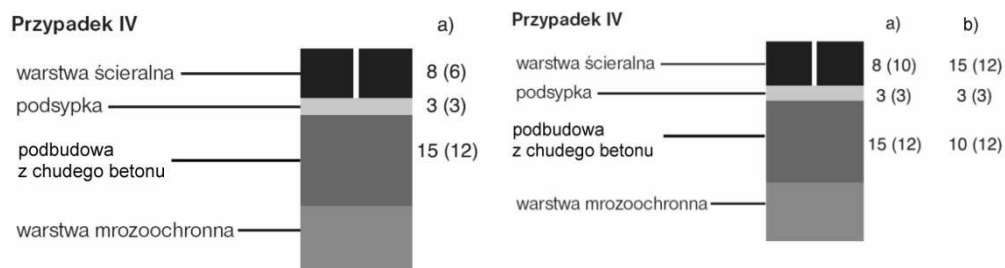 Przypadek IV a)
warstwa ścieralna 8 (6)
podsypka 3 (3)
podbudowa 15 (12)
z chudego betonu
warstwa mrozoochronna
Przypadek IV a) b)
warstwa ścieralna 8 (10) 15 (12)
podsypka 3 (3) 3 (3)
podbudowa
z chudego betonu 15 (12) 10 (12)
warstwa mrozoochronna